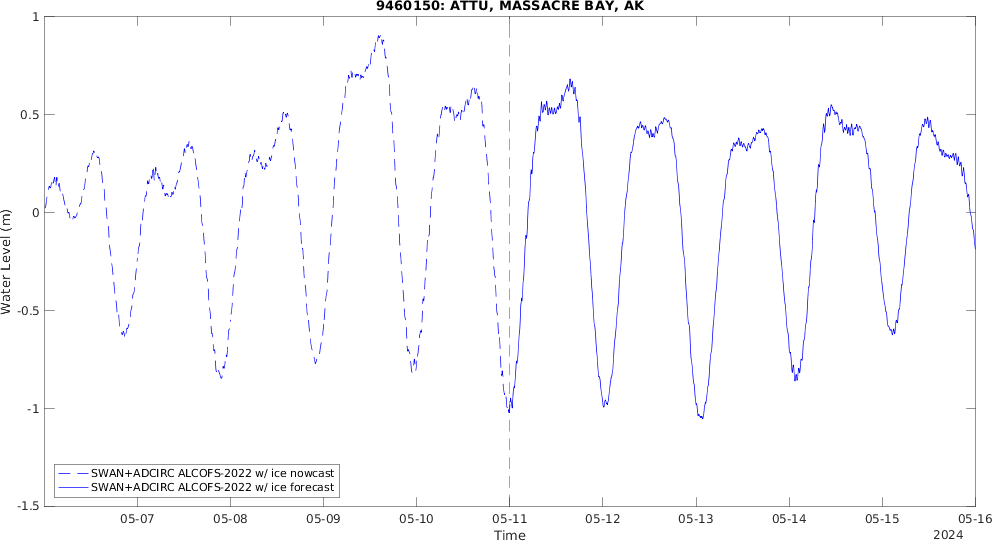 9460150: ATTU, MASSACRE BAY, AK
1
0.5
0
-0.5
-1
-1.5
Water Level (m)
SWAN+ADCIRC ALCOFS-2022 w/ ice nowcast
SWAN+ADCIRC ALCOFS-2022 w/ ice forecast
05-07 05-08 05-09 05-10 05-11 05-12 05-13 05-14 05-15 05-16
Time
2024